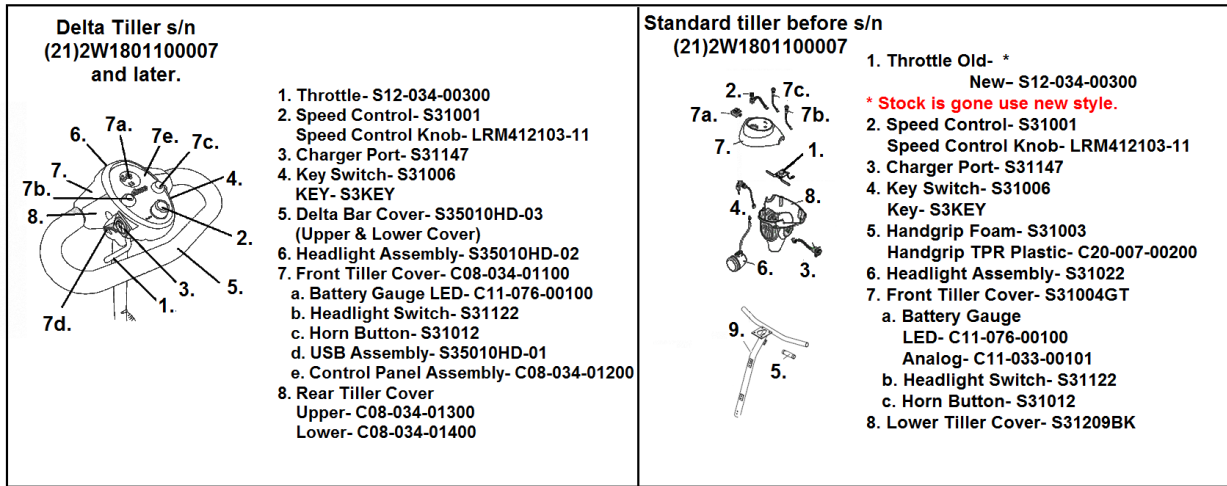 Delta Tiller s/n
(21)2W1801100007
and later.
7a.
6.
7e.
7c.
7.
7b.
4.
8.
2.
3.
5.
7d.
1.
1. Throttle- S12-034-00300
2. Speed Control- S31001
Speed Control Knob- LRM412103-11
3. Charger Port- S31147
4. Key Switch- S31006
KEY- S3KEY
5. Delta Bar Cover- S35010HD-03
(Upper & Lower Cover)
6. Headlight Assembly- S35010HD-02
7. Front Tiller Cover- C08-034-01100
a. Battery Gauge LED- C11-076-00100
b. Headlight Switch- S31122
c. Horn Button- S31012
d. USB Assembly- S35010HD-01
e. Control Panel Assembly- C08-034-01200
8. Rear Tiller Cover
Upper- C08-034-01300
Lower- C08-034-01400
Standard tiller before s/n
(21)2W1801100007
2.
7c.
7a.
7b.
7.
1.
8.
4.
6.
3.
9.
5.
1. Throttle Old- *
New– S12-034-00300
* Stock is gone use new style.
2. Speed Control- S31001
Speed Control Knob- LRM412103-11
3. Charger Port- S31147
4. Key Switch- S31006
Key- S3KEY
5. Handgrip Foam- S31003
Handgrip TPR Plastic- C20-007-00200
6. Headlight Assembly- S31022
7. Front Tiller Cover- S31004GT
a. Battery Gauge
LED- C11-076-00100
Analog- C11-033-00101
b. Headlight Switch- S31122
c. Horn Button- S31012
8. Lower Tiller Cover- S31209BK